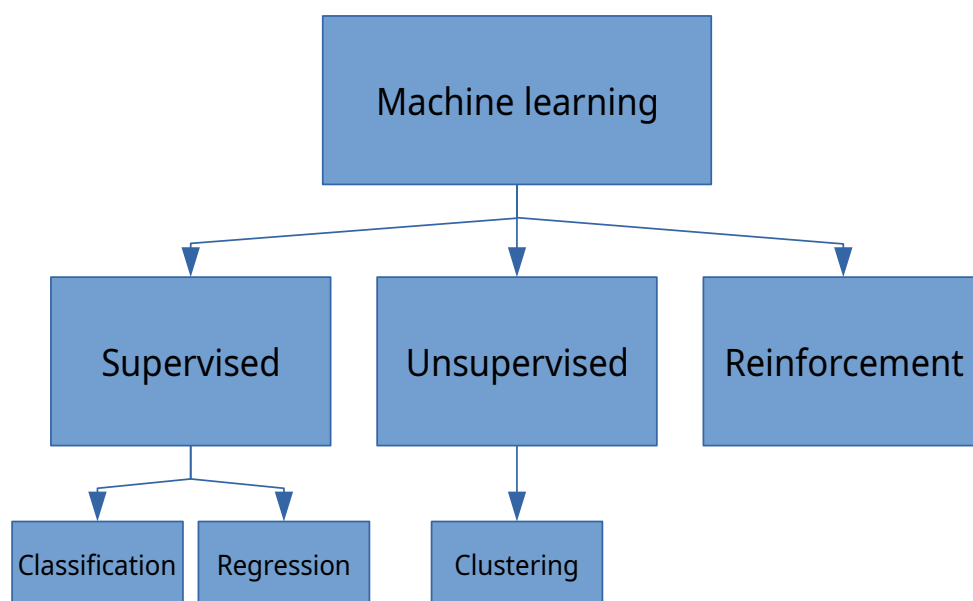 Machine learning
Supervised
Unsupervised
Reinforcement
Classification
Regression
Clustering